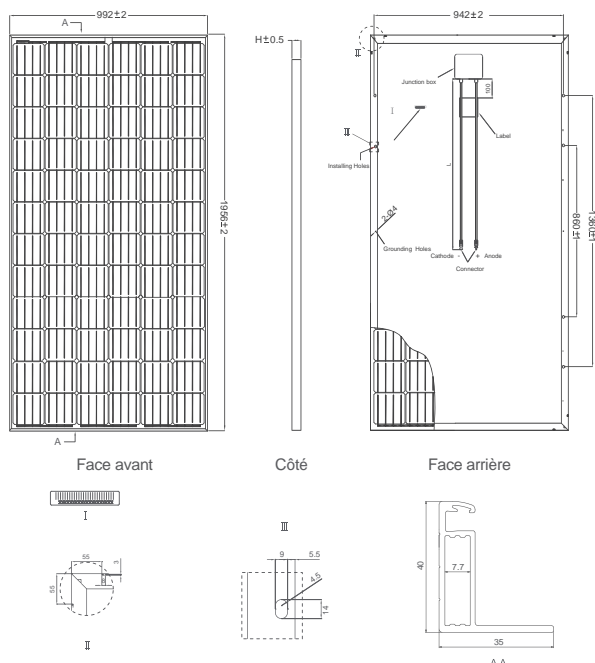 992±2
A
1956±2
A
Face avant
H±0.5
Côté
942±2
II
Junction box
100
I
Label
III
Installing Holes
L
2-Ø4
Grounding Holes
Cathode - + Anode
Connector
860±1
1360±1
Face arrière
I
55
3
55
II
III
9 5.5
4.5
14
40
7.7
35
A-A